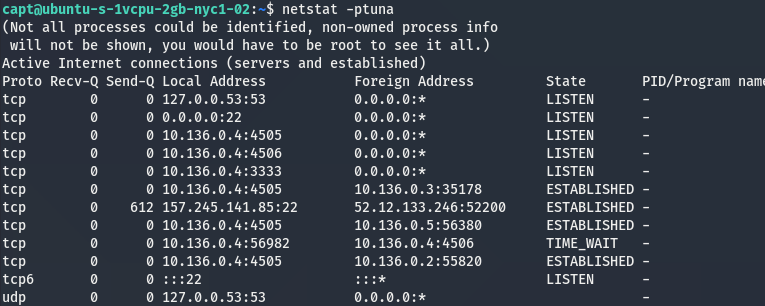 capt@ubuntu-s-1vcpu-2gb-nyc1-02:~$ netstat -ptuna
(Not all processes could be identified, non-owned process info
 will not be shown, you would have to be root to see it all.)
Active Internet connections (servers and established)
Proto Recv-Q Send-Q Local Address           Foreign Address         State       PID/Program name
tcp        0      0 127.0.0.53:53           0.0.0.0:*               LISTEN      -
tcp        0      0 0.0.0.0:22              0.0.0.0:*               LISTEN      -
tcp        0      0 10.136.0.4:4505         0.0.0.0:*               LISTEN      -
tcp        0      0 10.136.0.4:4506         0.0.0.0:*               LISTEN      -
tcp        0      0 10.136.0.4:3333         0.0.0.0:*               LISTEN      -
tcp        0      0 10.136.0.4:4505         10.136.0.3:35178        ESTABLISHED -
tcp        0    612 157.245.141.85:22       52.12.133.246:52200     ESTABLISHED -
tcp        0      0 10.136.0.4:4505         10.136.0.5:56380        ESTABLISHED -
tcp        0      0 10.136.0.4:56982        10.136.0.4:4506         TIME_WAIT   -
tcp        0      0 10.136.0.4:4505         10.136.0.2:55820        ESTABLISHED -
tcp6       0      0 :::22                   :::*                    LISTEN      -
udp        0      0 127.0.0.53:53           0.0.0.0:*                           -